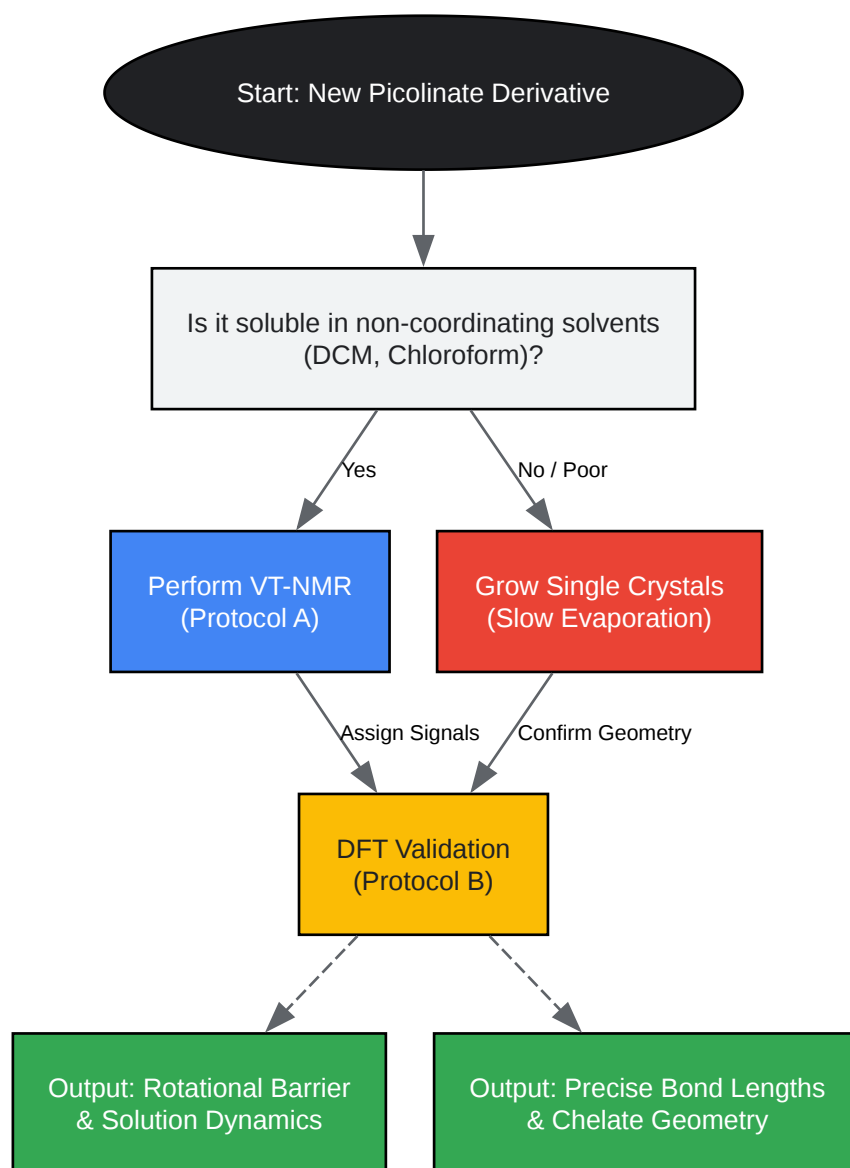 Start: New Picolinate Derivative
Is it soluble in non-coordinating solvents
(DCM, Chloroform)?
Yes
No / Poor
Perform VT-NMR
(Protocol A)
Grow Single Crystals
(Slow Evaporation)
Assign Signals
Confirm Geometry
DFT Validation
(Protocol B)
Output: Rotational Barrier
& Solution Dynamics
Output: Precise Bond Lengths
& Chelate Geometry